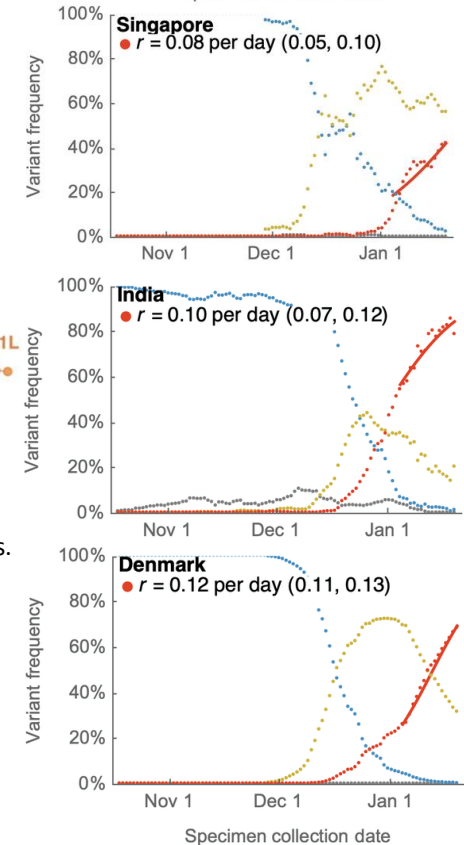 100%
Singapore
r = 0.08 per day (0.05, 0.10)
80%
60%
40%
20%
0%
Variant frequency
Nov 1 Dec 1 Jan 1
100%
India
r = 0.10 per day (0.07, 0.12)
80%
60%
40%
20%
0%
Variant frequency
Nov 1 Dec 1 Jan 1
1L
s.
100%
Denmark
r = 0.12 per day (0.11, 0.13)
80%
60%
40%
20%
0%
Variant frequency
Nov 1 Dec 1 Jan 1
Specimen collection date